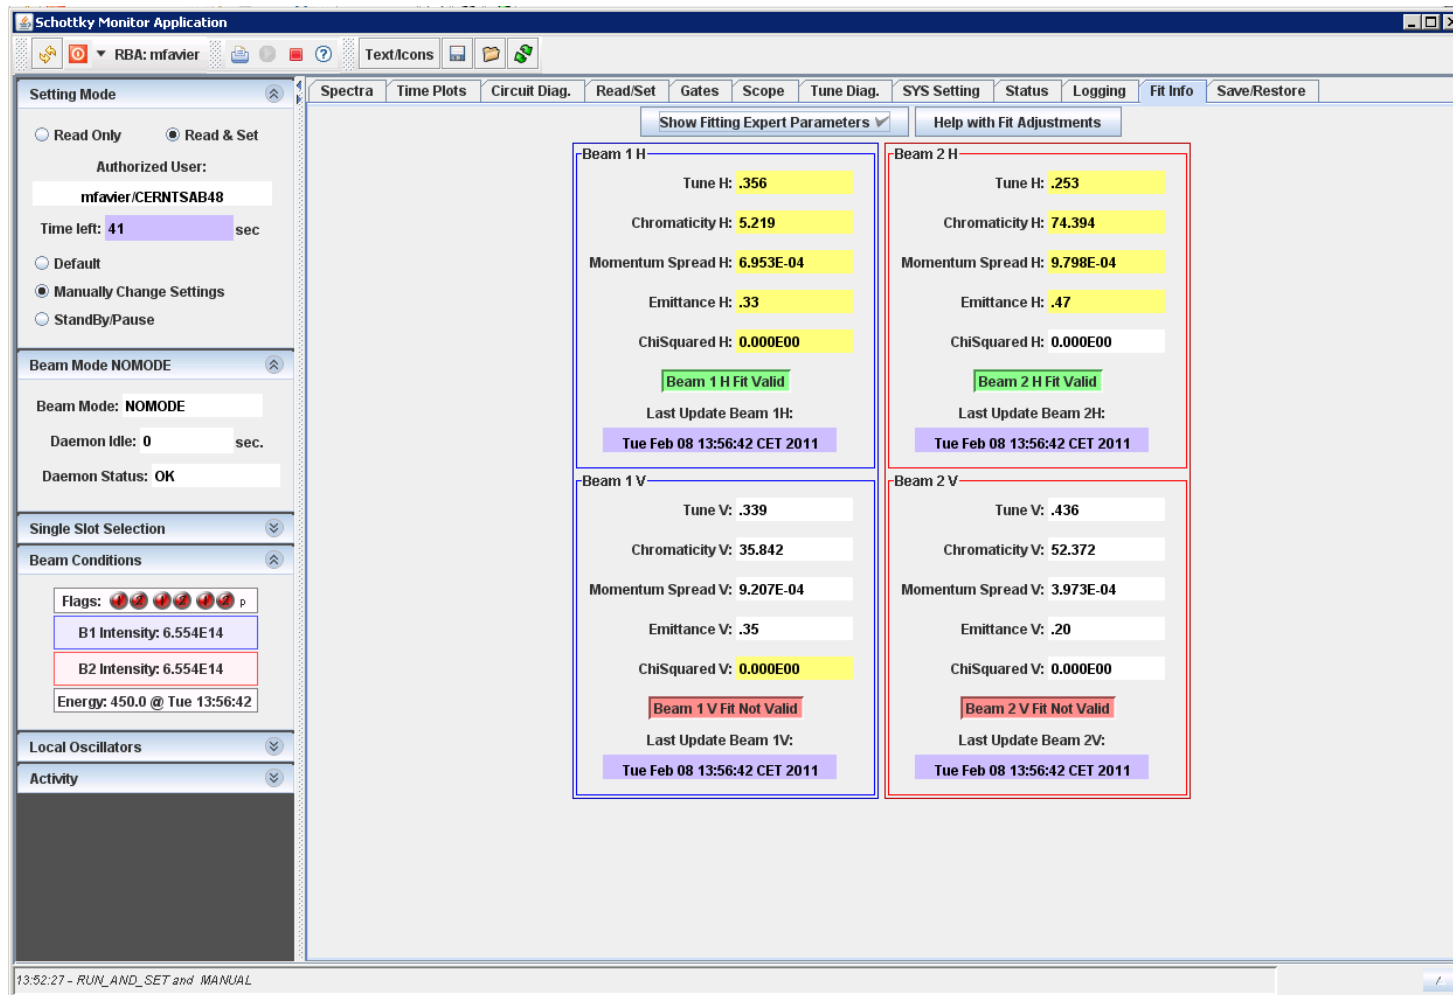 Schottky Monitor Application
RBA: mfavier
Text/Icons
Setting Mode
Read Only Read & Set
Authorized User:
mfavier/CERNTSAB48
Time left: 41 sec
Default
Manually Change Settings
StandBy/Pause
Beam Mode NOMODE
Beam Mode: NOMODE
Daemon Idle: 0 sec.
Daemon Status: OK
Single Slot Selection
Beam Conditions
Flags: 1 2 1 2 1 2 p
B1 Intensity: 6.554E14
B2 Intensity: 6.554E14
Energy: 450.0 @ Tue 13:56:42
Local Oscillators
Activity
Spectra Time Plots Circuit Diag. Read/Set Gates Scope Tune Diag. SYS Setting Status Logging Fit Info Save/Restore
Show Fitting Expert Parameters Help with Fit Adjustments
Beam 1 H
Tune H: .356
Chromaticity H: 5.219
Momentum Spread H: 6.953E-04
Emittance H: .33
ChiSquared H: 0.000E00
Beam 1 H Fit Valid
Last Update Beam 1H:
Tue Feb 08 13:56:42 CET 2011
Beam 2 H
Tune H: .253
Chromaticity H: 74.394
Momentum Spread H: 9.798E-04
Emittance H: .47
ChiSquared H: 0.000E00
Beam 2 H Fit Valid
Last Update Beam 2H:
Tue Feb 08 13:56:42 CET 2011
Beam 1 V
Tune V: .339
Chromaticity V: 35.842
Momentum Spread V: 9.207E-04
Emittance V: .35
ChiSquared V: 0.000E00
Beam 1 V Fit Not Valid
Last Update Beam 1V:
Tue Feb 08 13:56:42 CET 2011
Beam 2 V
Tune V: .436
Chromaticity V: 52.372
Momentum Spread V: 3.973E-04
Emittance V: .20
ChiSquared V: 0.000E00
Beam 2 V Fit Not Valid
Last Update Beam 2V:
Tue Feb 08 13:56:42 CET 2011
13:52:27 - RUN_AND_SET and MANUAL